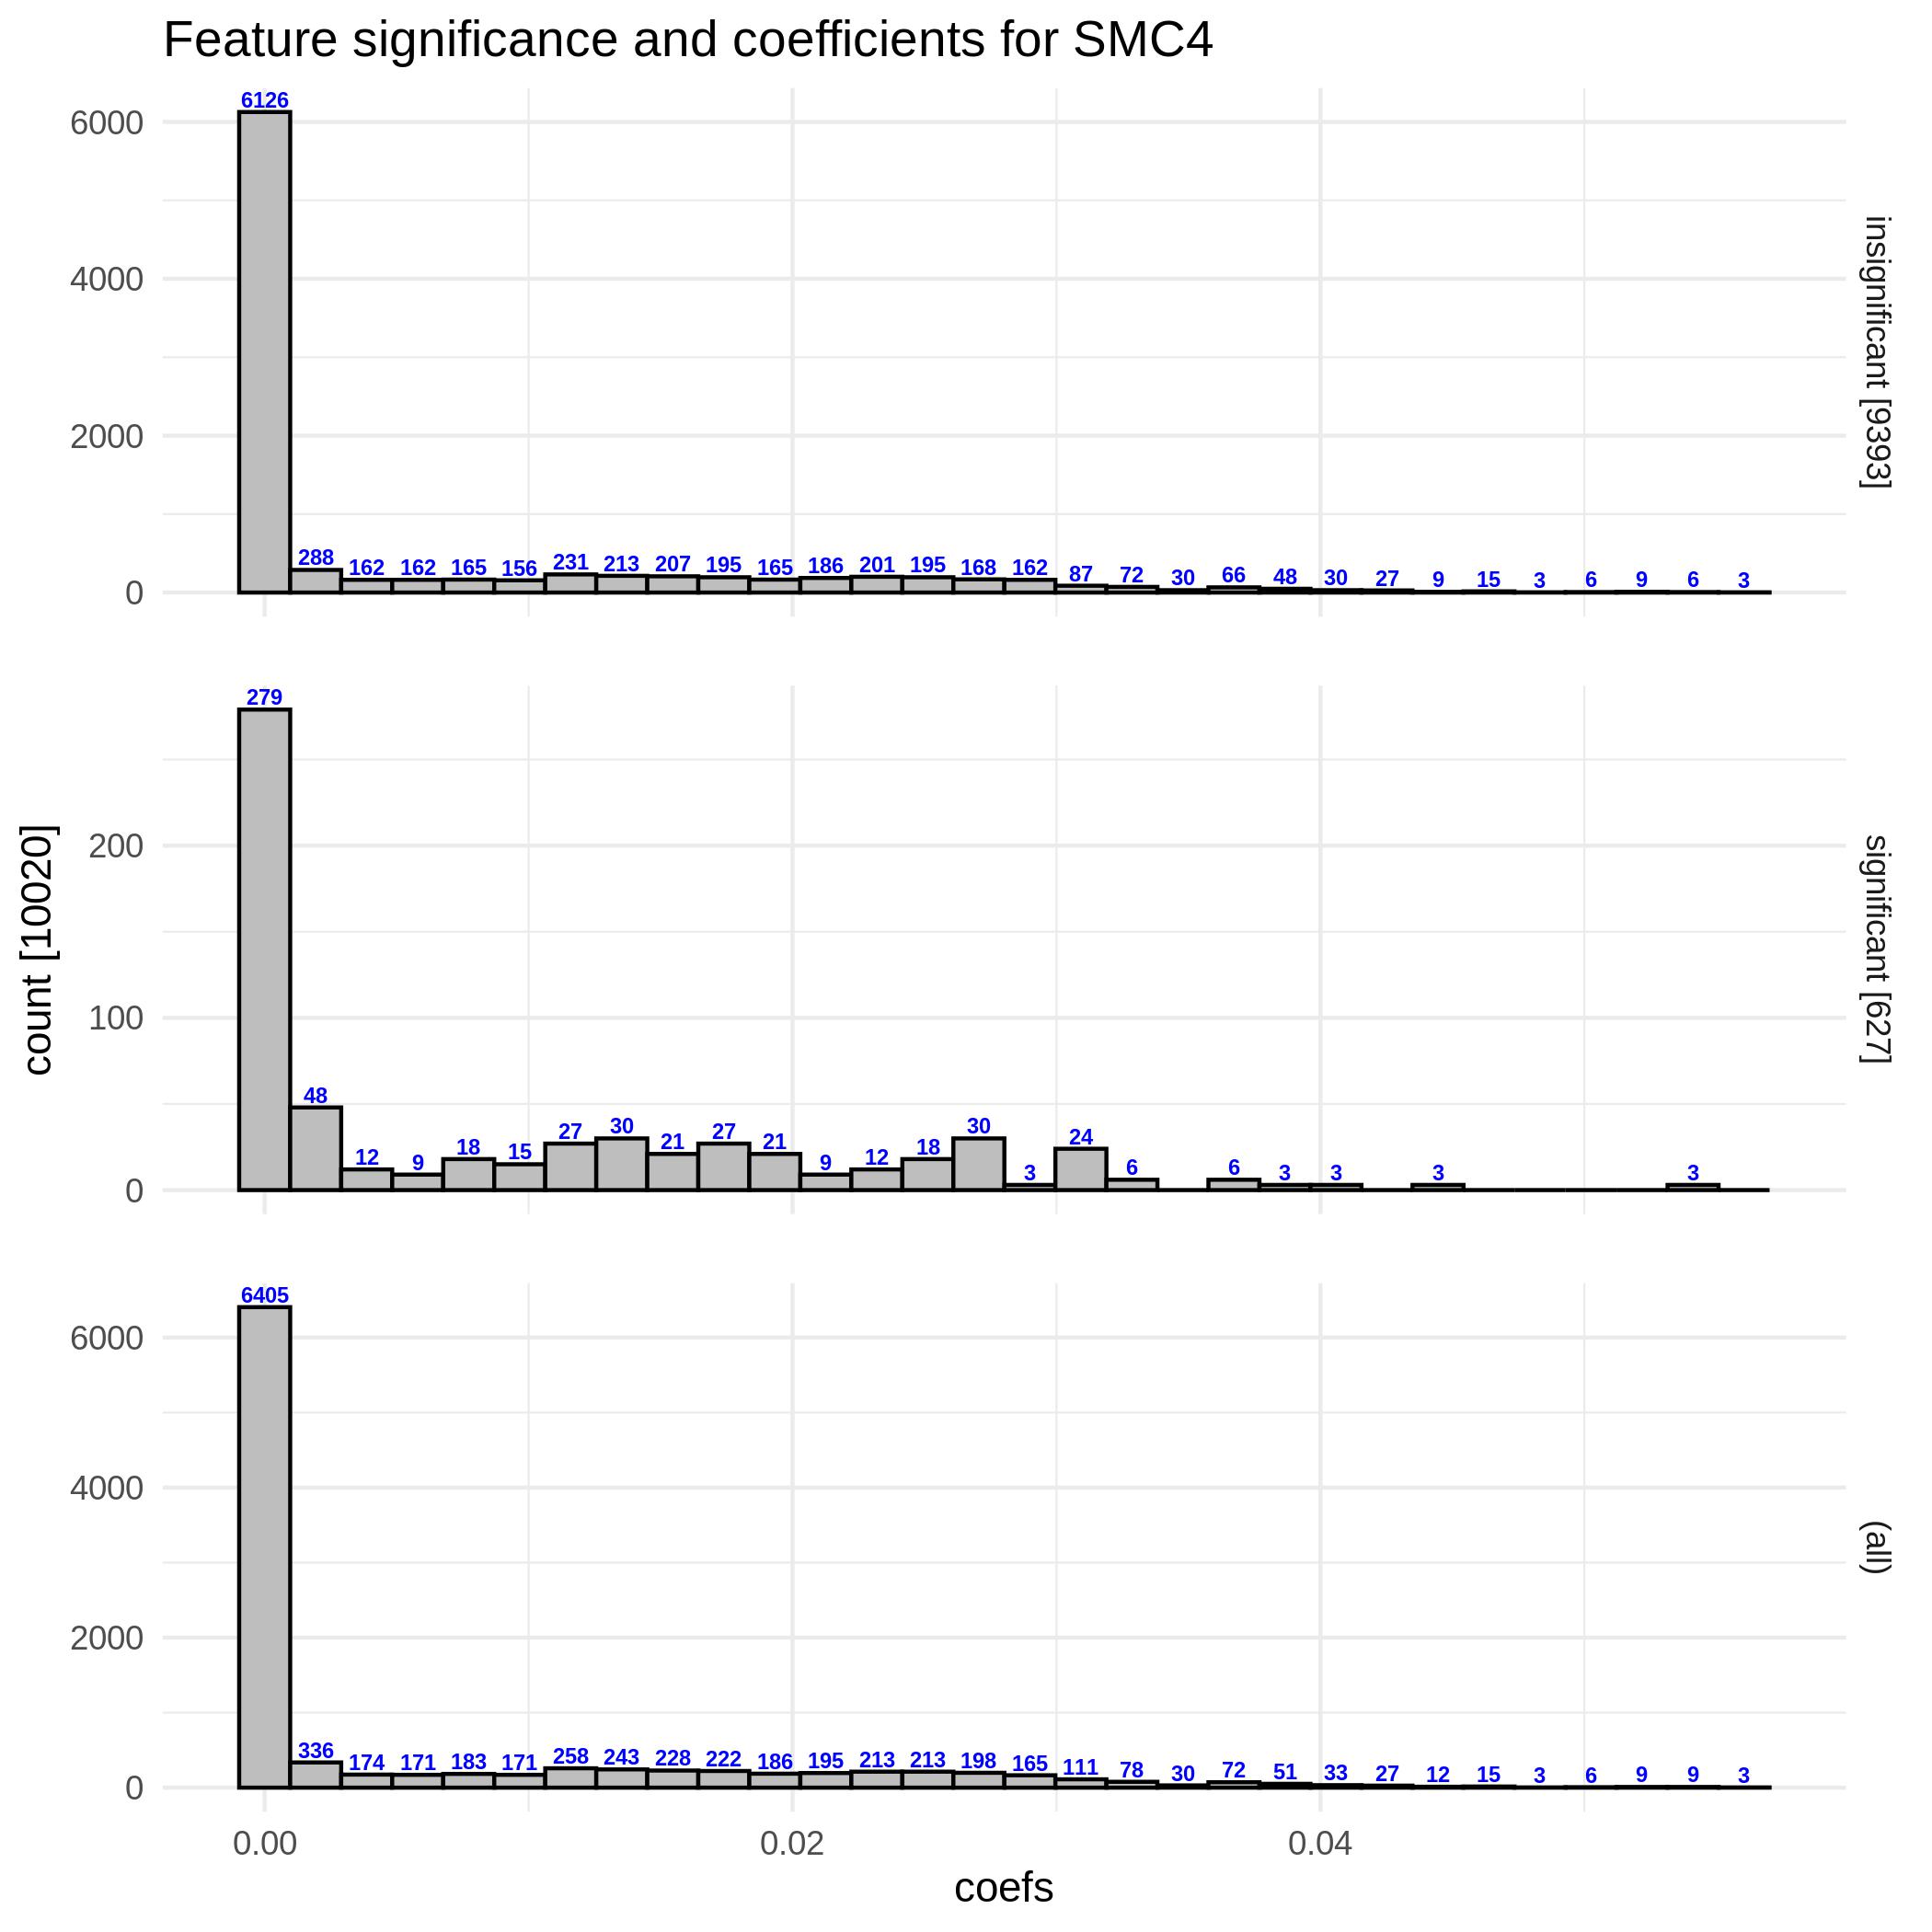 Feature significance and coefficients for SMC4
6126
6000
4000
2000
0
288 162 162 165 156 231 213 207 195 165 186 201 195 168 162 87 72 30 66 48 30 27 9 15 3 6 9 6 3
insignificant [9393]
279
200
100
0
48 12 9 18 15 27 30 21 27 21 9 12 18 30 3 24 6 6 3 3 3 3
significant [627]
count [10020]
6405
6000
4000
2000
0
336 174 171 183 171 258 243 228 222 186 195 213 213 198 165 111 78 30 72 51 33 27 12 15 3 6 9 9 3
(all)
0.00 0.02 0.04
coefs